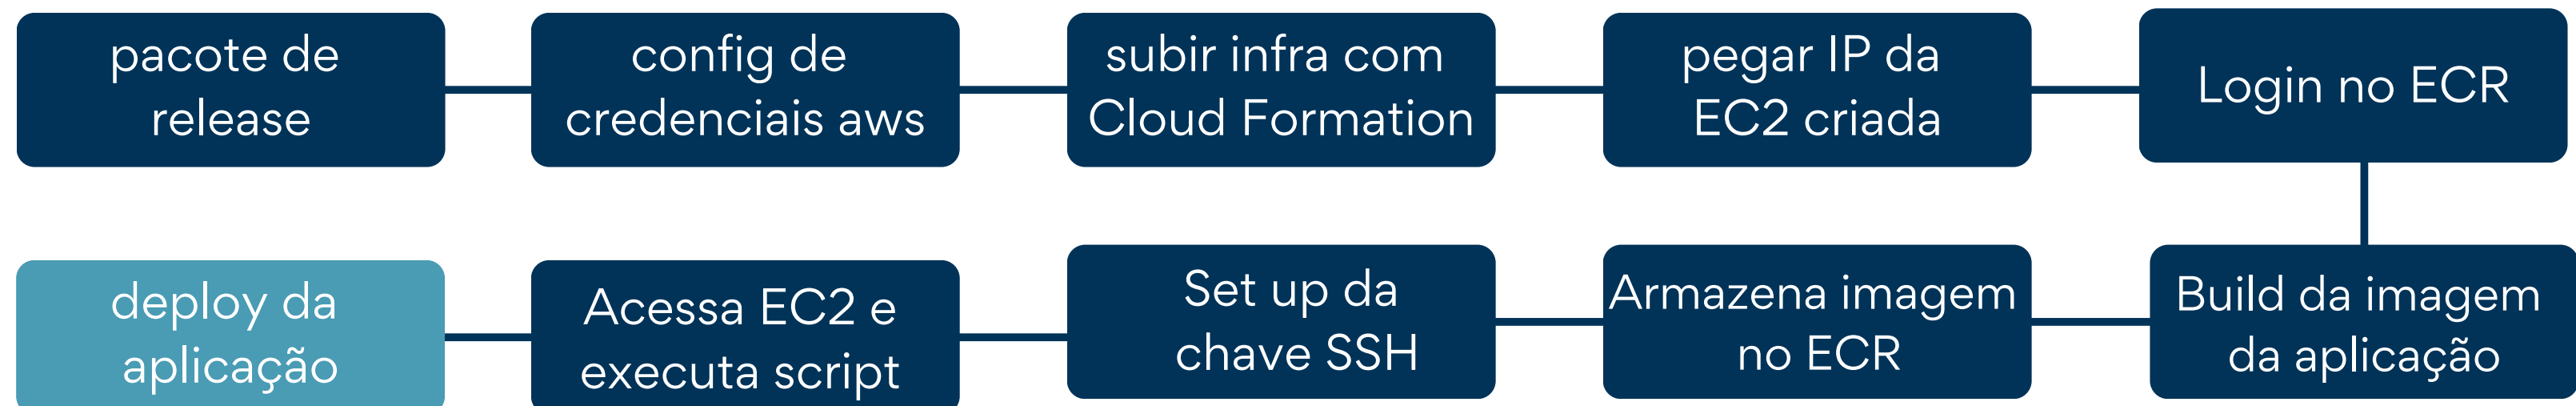 pacote de
release
config de
credenciais aws
subir infra com
Cloud Formation
pegar IP da
EC2 criada
Login no ECR
Build da imagem
da aplicação
Armazena imagem
no ECR
Set up da
chave SSH
Acessa EC2 e
executa script
deploy da
aplicação